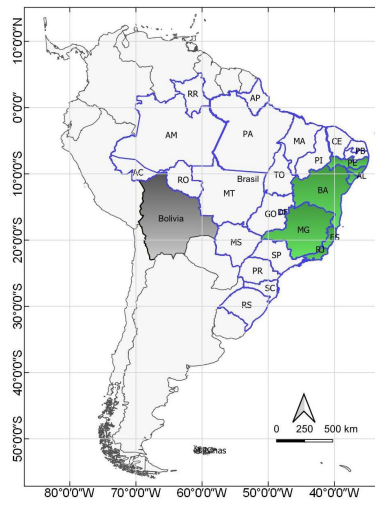 10°0'0"N
0°0'0"
10°0'0"S
20°0'0"S
30°0'0"S
40°0'0"S
50°0'0"S
RR
AP
AM
PA
MA
CE
PB
PI
PE
AL
AC
RO
TO
Brasil
MT
BA
Bolivia
GO
DF
MG
ES
MS
SP
RJ
PR
SC
RS
0 250 500 km
80°0'0"W 70°0'0"W 60°0'0"W 50°0'0"W 40°0'0"W